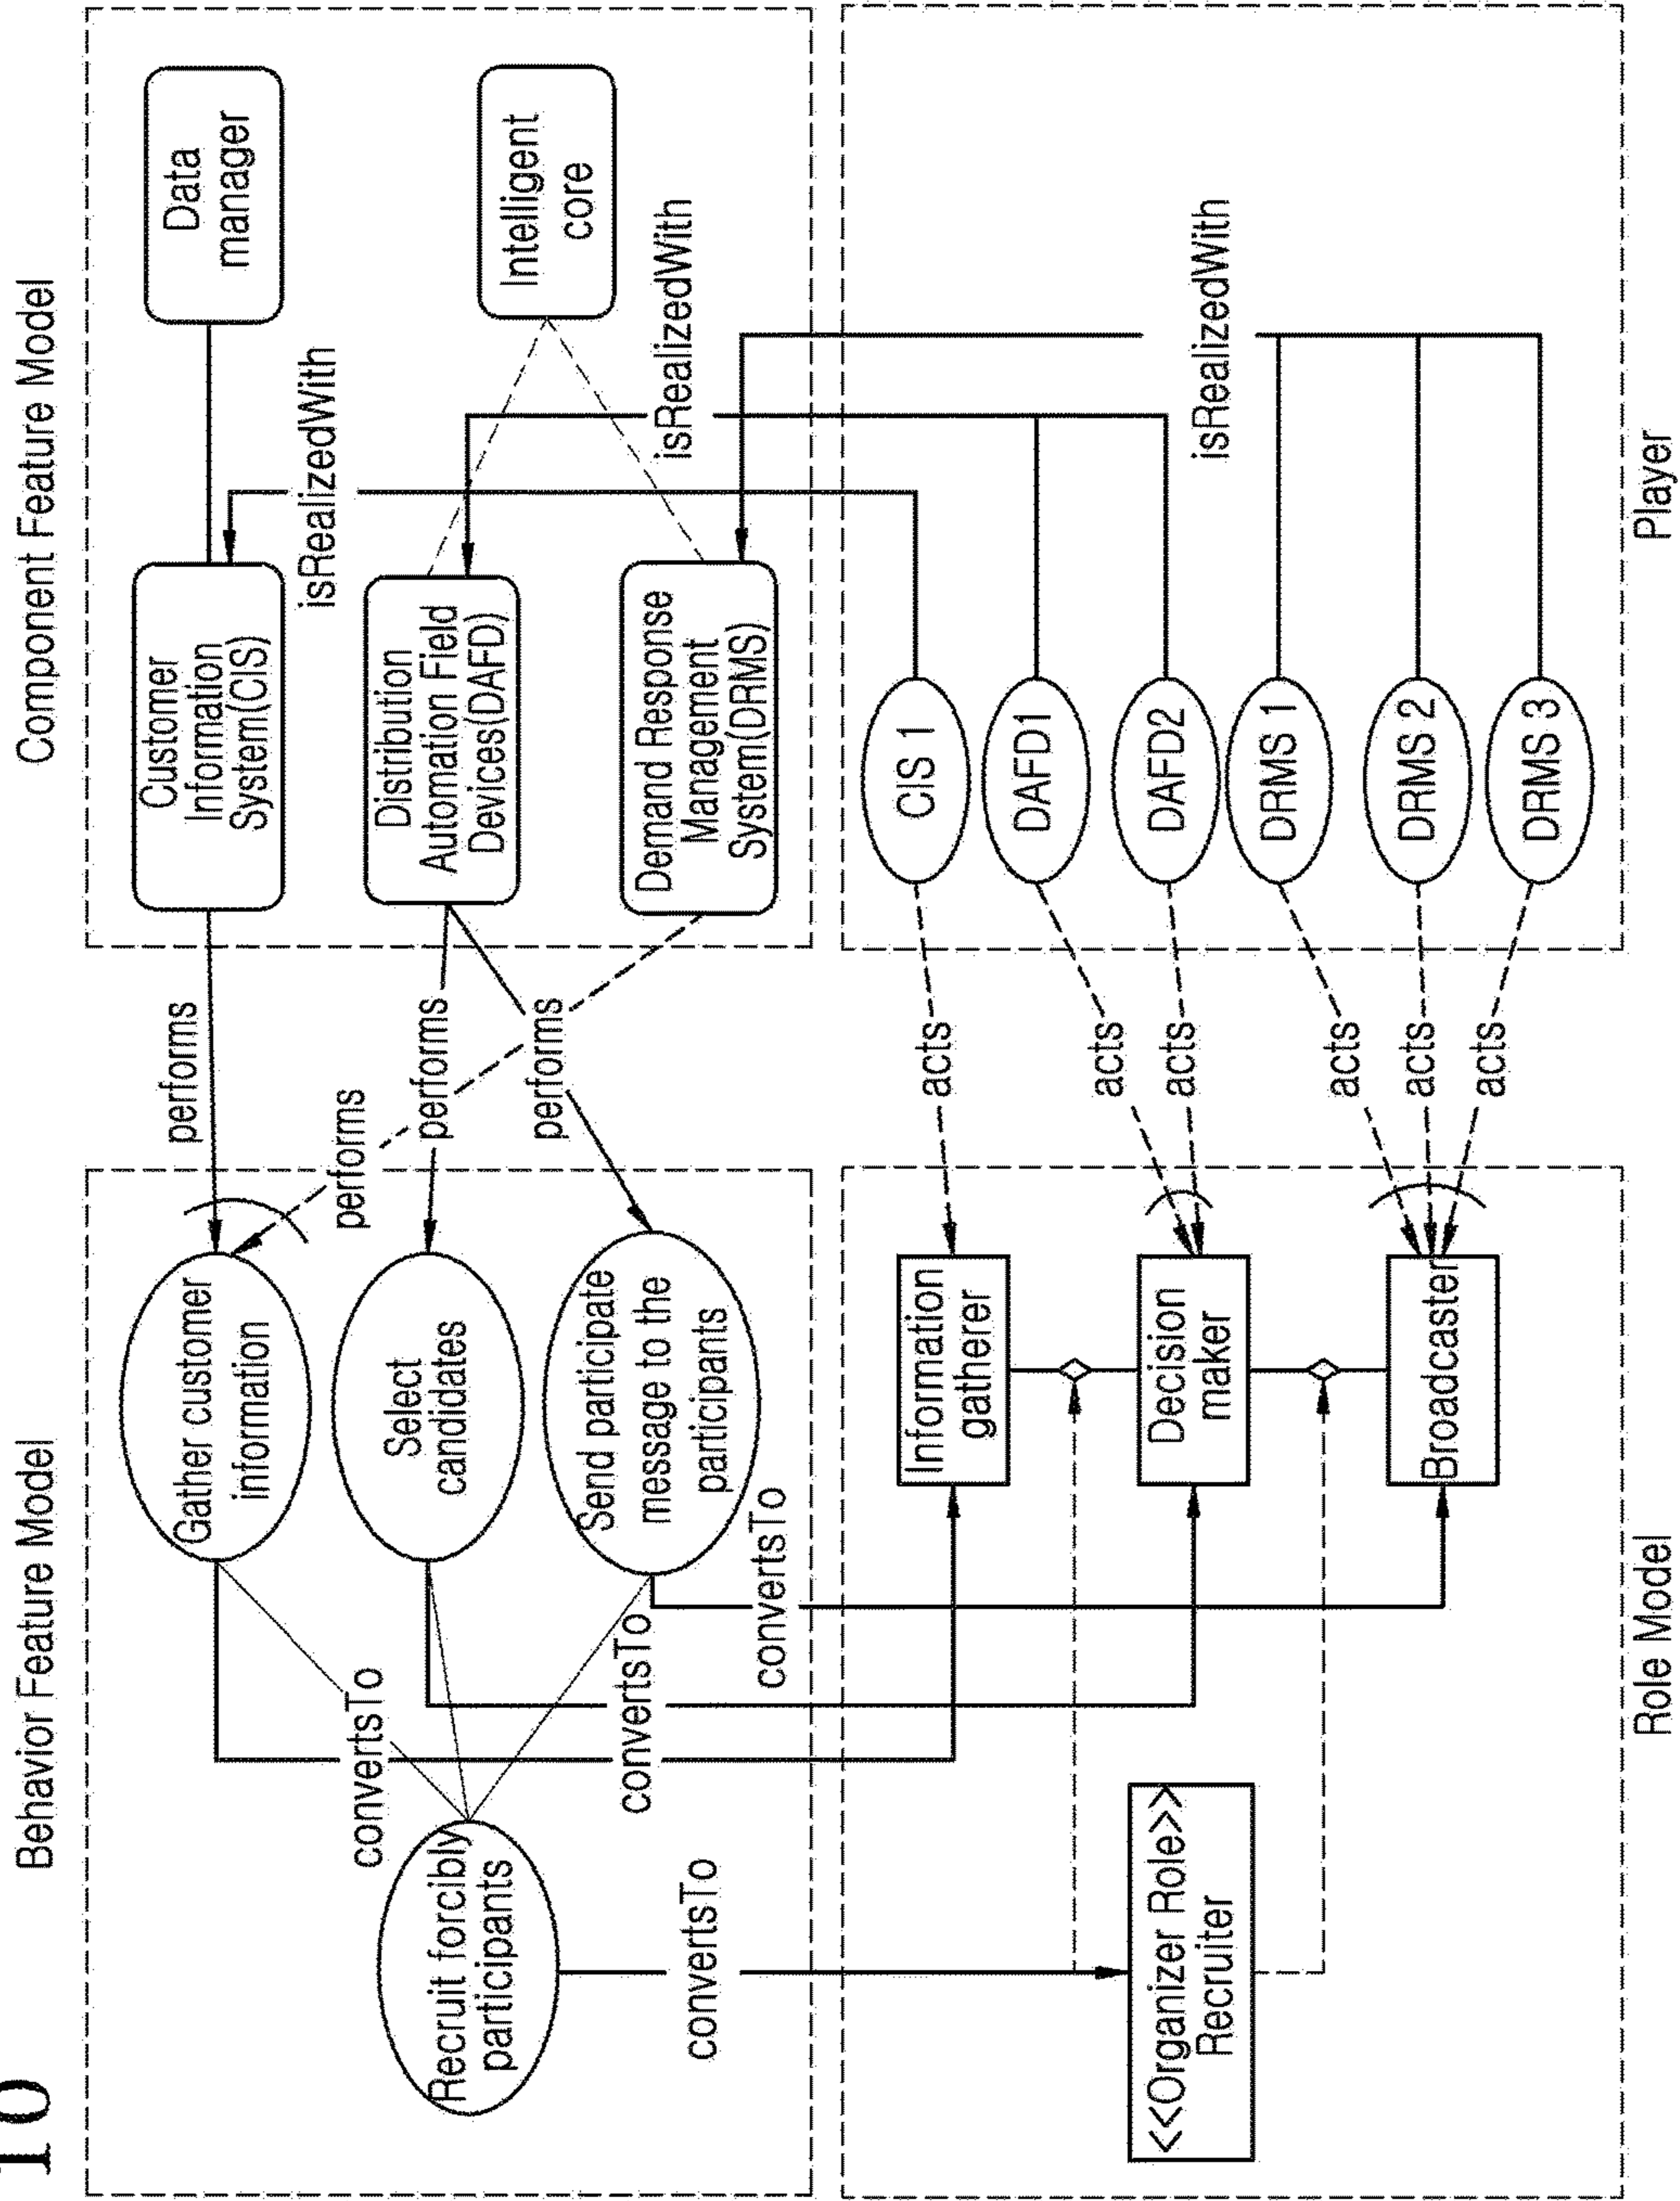 10
Behavior Feature Model
Component Feature Model
Recruit forcibly
participants
Gather customer
information
Select
candidates
Send participate
message to the
participants
convertsTo
convertsTo
convertsTo
convertsTo
performs
performs
performs
performs
Customer
Information
System(CIS)
Distribution
Automation Field
Devices(DAFD)
Demand Response
Management
System(DRMS)
Data
manager
Intelligent
core
isRealizedWith
isRealizedWith
isRealizedWith
<<Organizer Role>>
Recruiter
Information
gatherer
Decision
maker
Broadcaster
acts
acts
acts
acts
acts
acts
CIS 1
DAFD1
DAFD2
DRMS 1
DRMS 2
DRMS 3
Role Model
Player